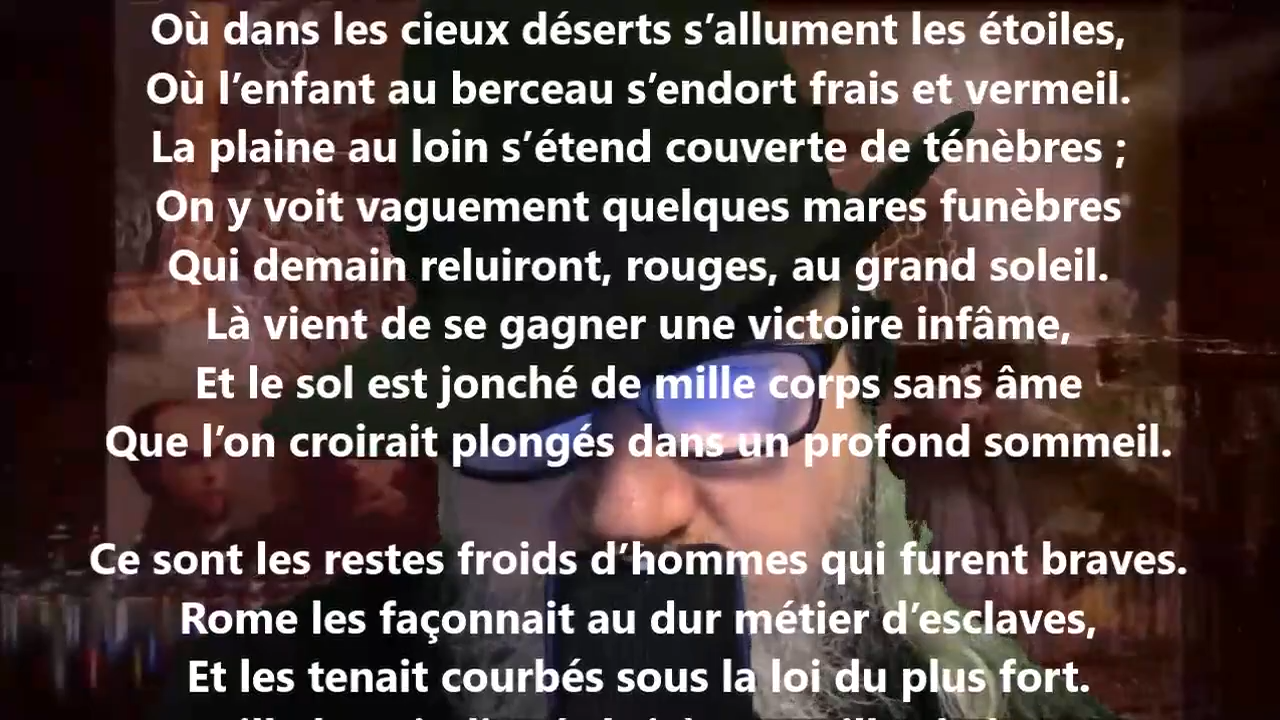 Où dans les cieux déserts s’allument les étoiles,
Où l’enfant au berceau s’endort frais et vermeil.
La plaine au loin s’étend couverte de ténèbres ;
On y voit vaguement quelques mares funèbres
Qui demain reluiront, rouges, au grand soleil.
Là vient de se gagner une victoire infâme,
Et le sol est jonché de mille corps sans âme
Que l’on croirait plongés dans un profond sommeil.
Ce sont les restes froids d’hommes qui furent braves.
Rome les façonnait au dur métier d’esclaves,
Et les tenait courbés sous la loi du plus fort.